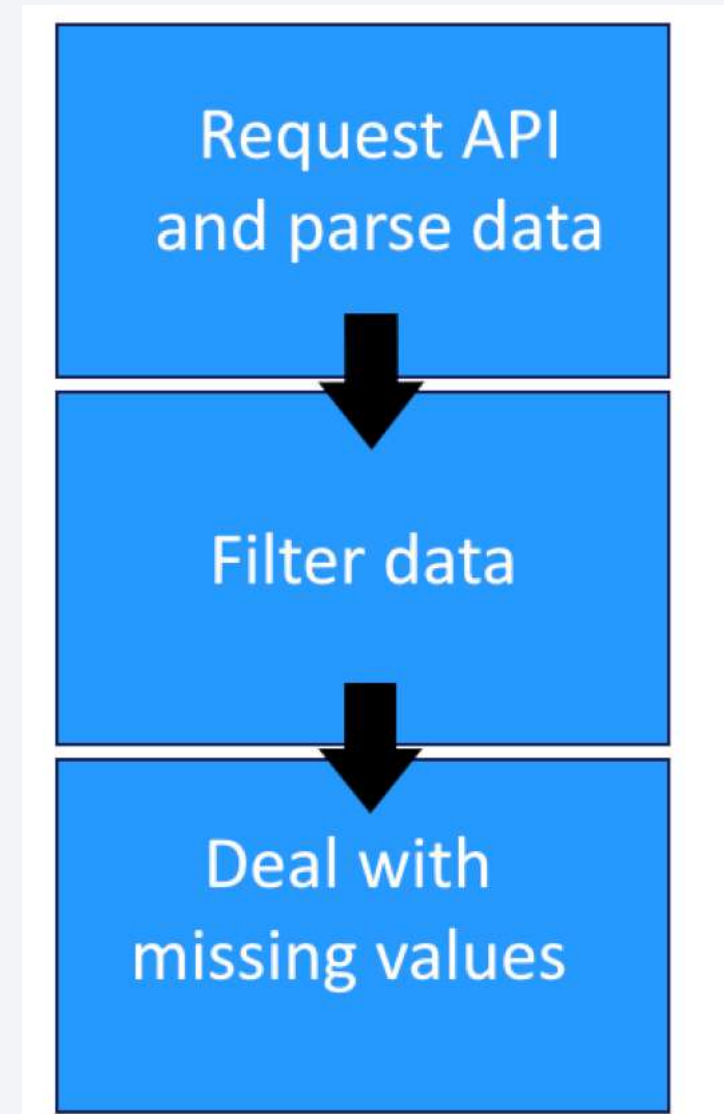 Request API
and parse data
Filter data
Deal with
missing values